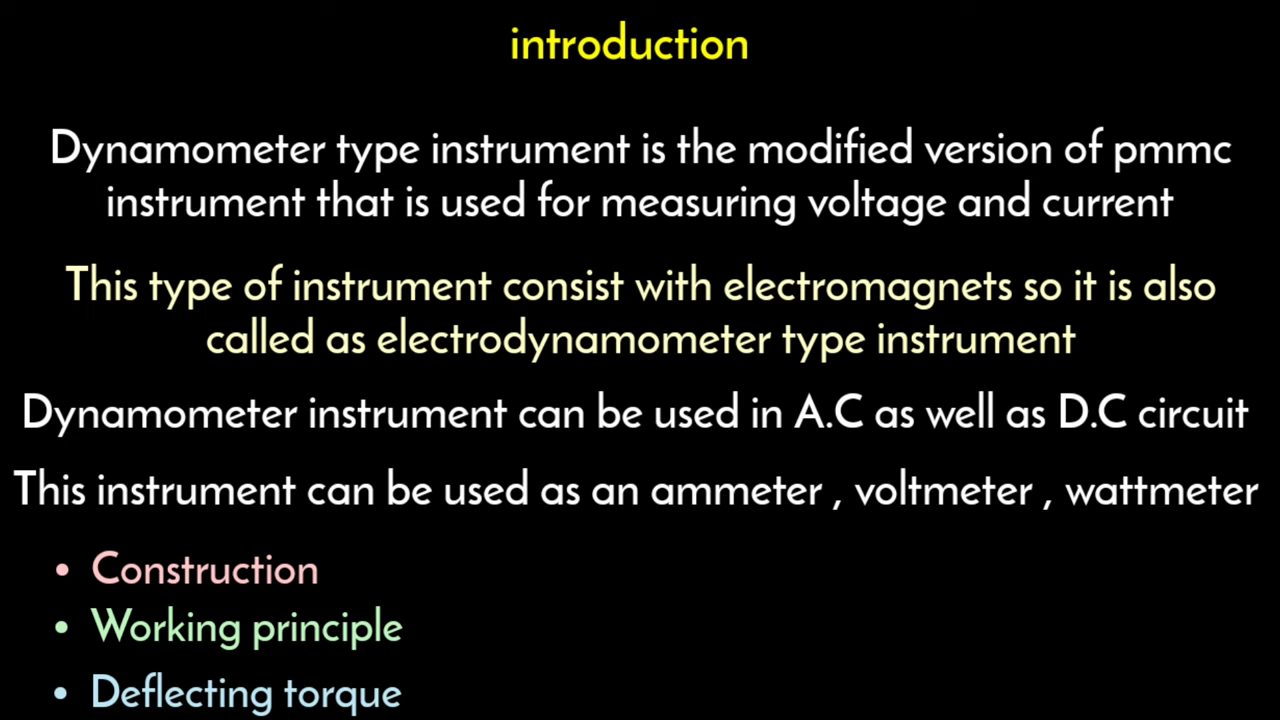 introduction
Dynamometer type instrument is the modified version of pmmc
instrument that is used for measuring voltage and current
This type of instrument consist with electromagnets so it is also
called as electrodynamometer type instrument
Dynamometer instrument can be used in A.C as well as D.C circuit
This instrument can be used as an ammeter , voltmeter , wattmeter
• Construction
• Working principle
• Deflecting torque